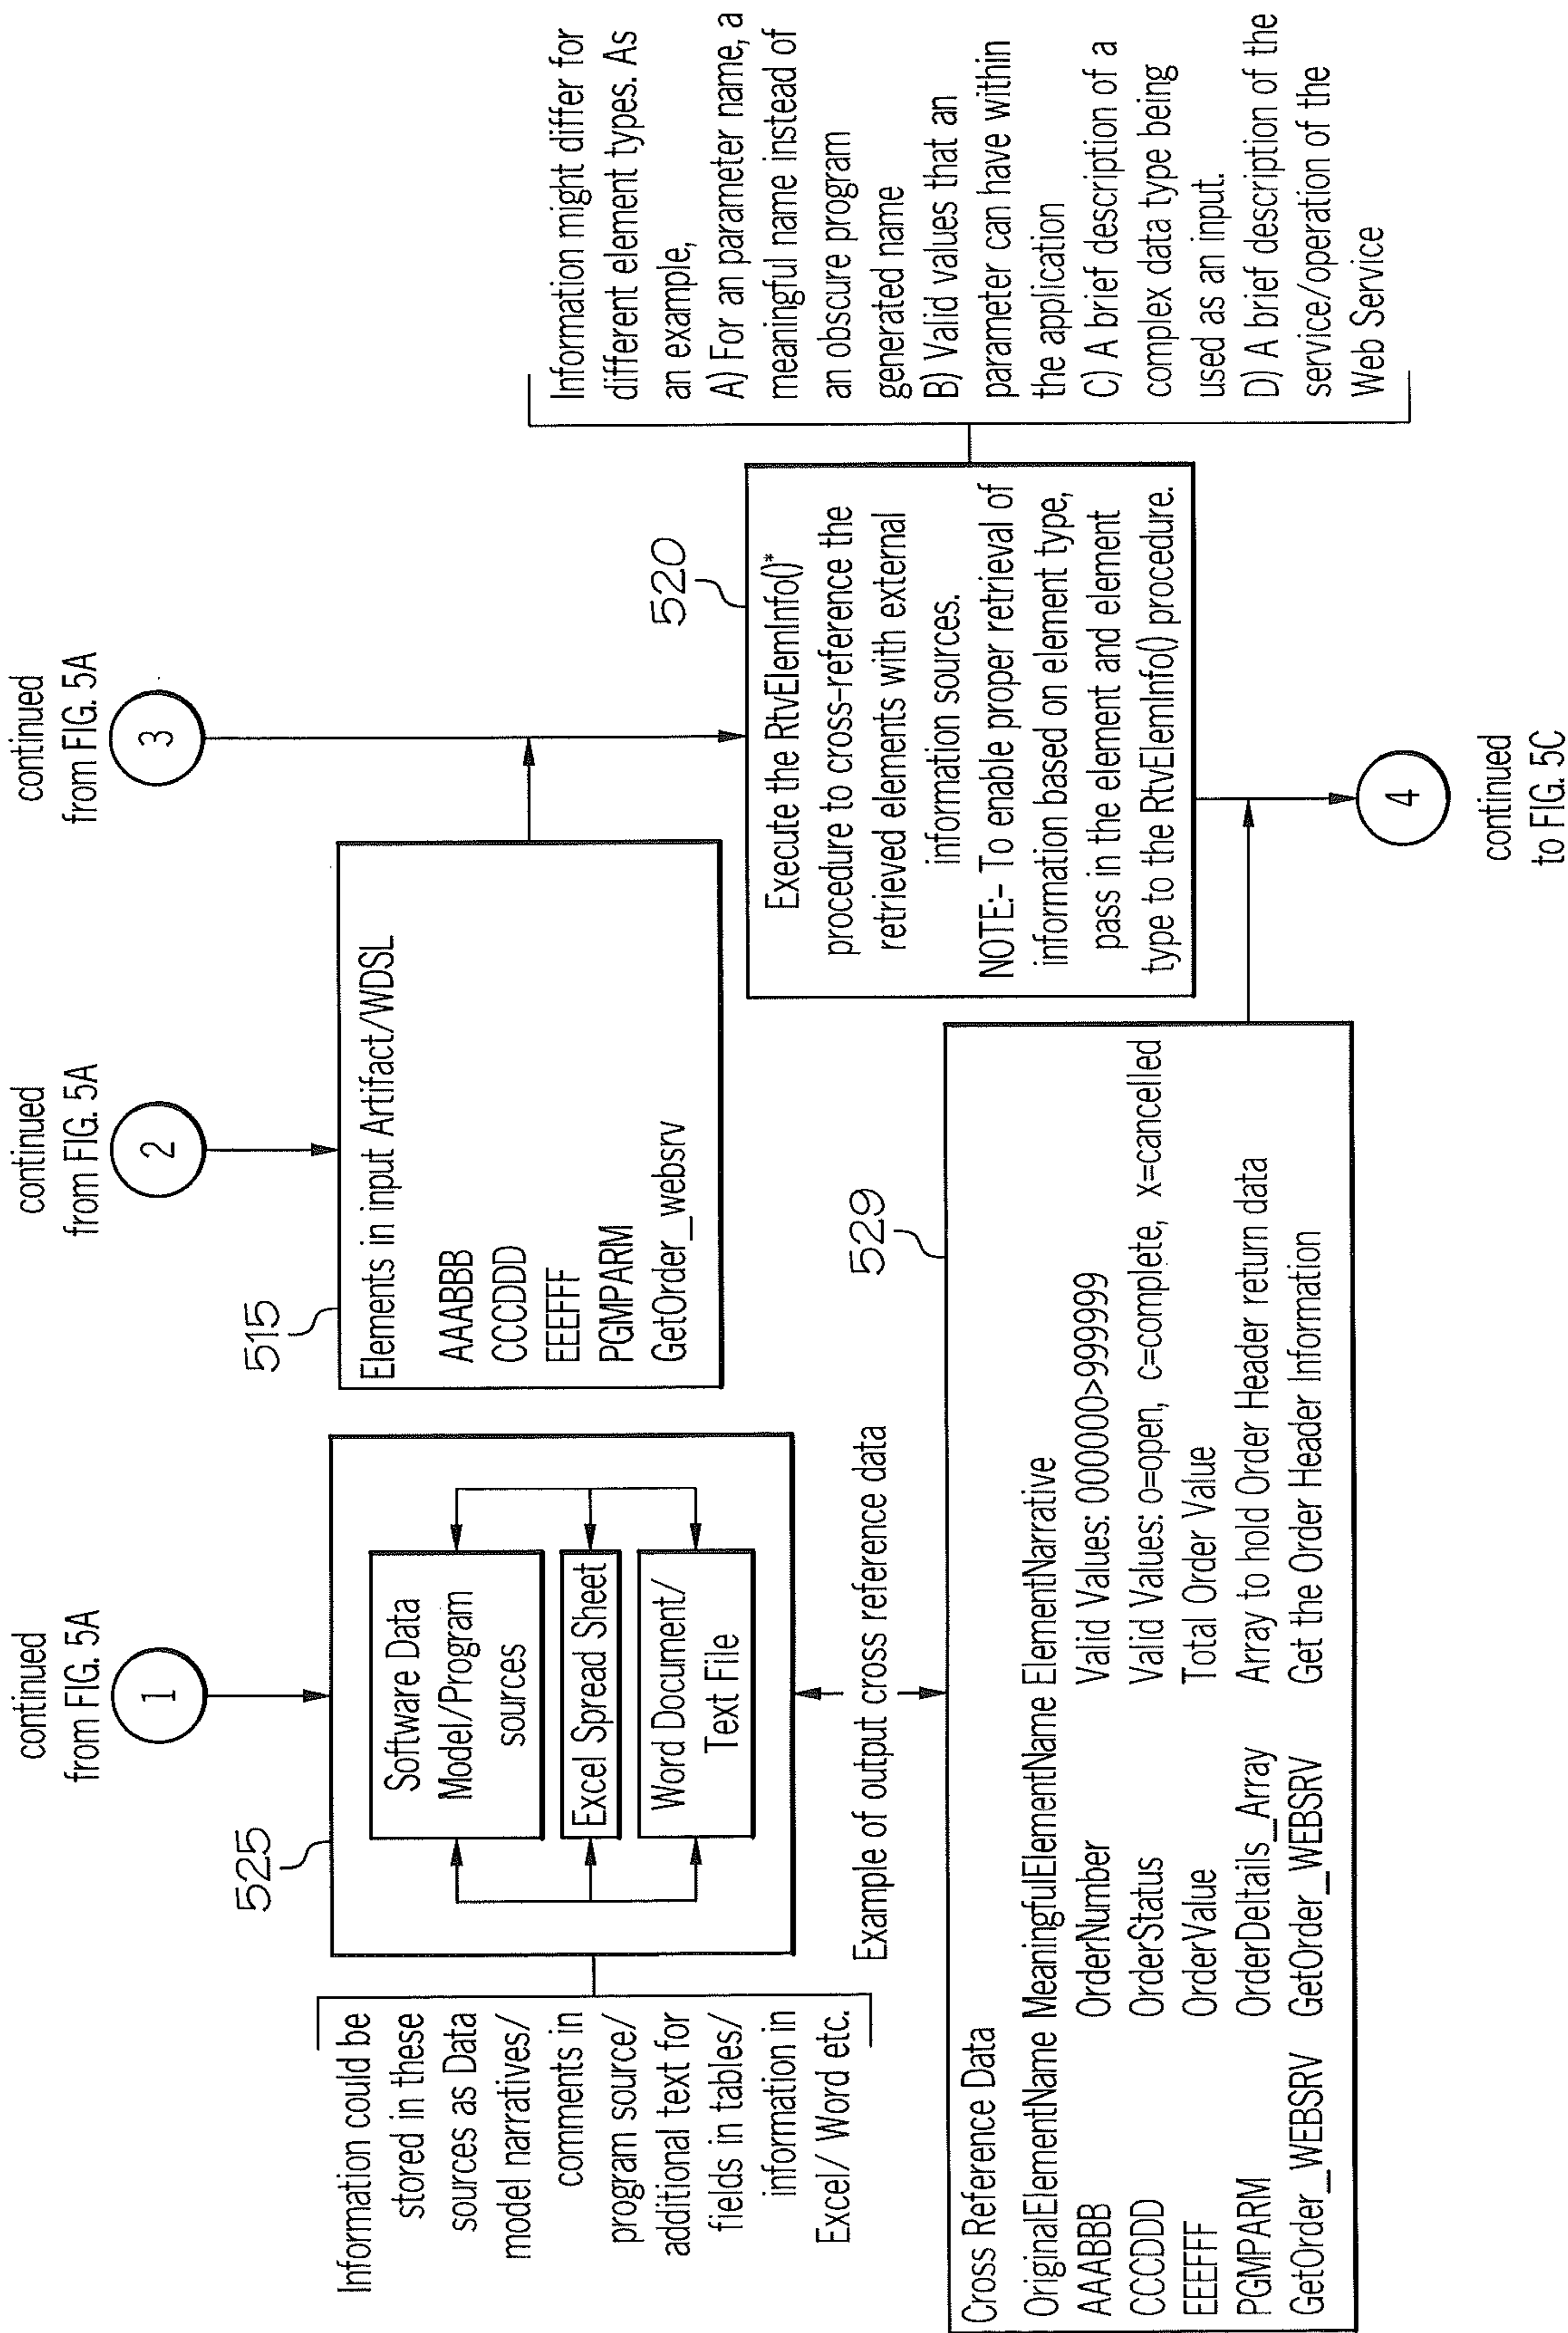 continued
from FIG. 5A
1
continued
from FIG. 5A
2
continued
from FIG. 5A
3
525
Software Data
Model/Program
sources
Excel Spread Sheet
Word Document/
Text File
Information could be
stored in these
sources as Data
model narratives/
comments in
program source/
additional text for
fields in tables/
information in
Excel/ Word etc.
515
Elements in input Artifact/WDSL
AAABBB
CCCDDD
EEEFFF
PGMPARM
GetOrder_websrv
520
Execute the RtvElemInfo()*
procedure to cross-reference the
retrieved elements with external
information sources.
NOTE:- To enable proper retrieval of
information based on element type,
pass in the element and element
type to the RtvElemInfo() procedure.
Information might differ for
different element types. As
an example,
A) For an parameter name, a
meaningful name instead of
an obscure program
generated name
B) Valid values that an
parameter can have within
the application
C) A brief description of a
complex data type being
used as an input.
D) A brief description of the
service/operation of the
Web Service
Example of output cross reference data
529
Cross Reference Data
OriginalElementName MeaningfulElementName ElementNarrative
AAABBB OrderNumber Valid Values: 000000>999999
CCCDDD OrderStatus Valid Values: o=open, c=complete, x=cancelled
EEEFFF OrderValue Total Order Value
PGMPARM OrderDeltails_Array Array to hold Order Header return data
GetOrder_WEBSRV GetOrder_WEBSRV Get the Order Header Information
4
continued
to FIG. 5C